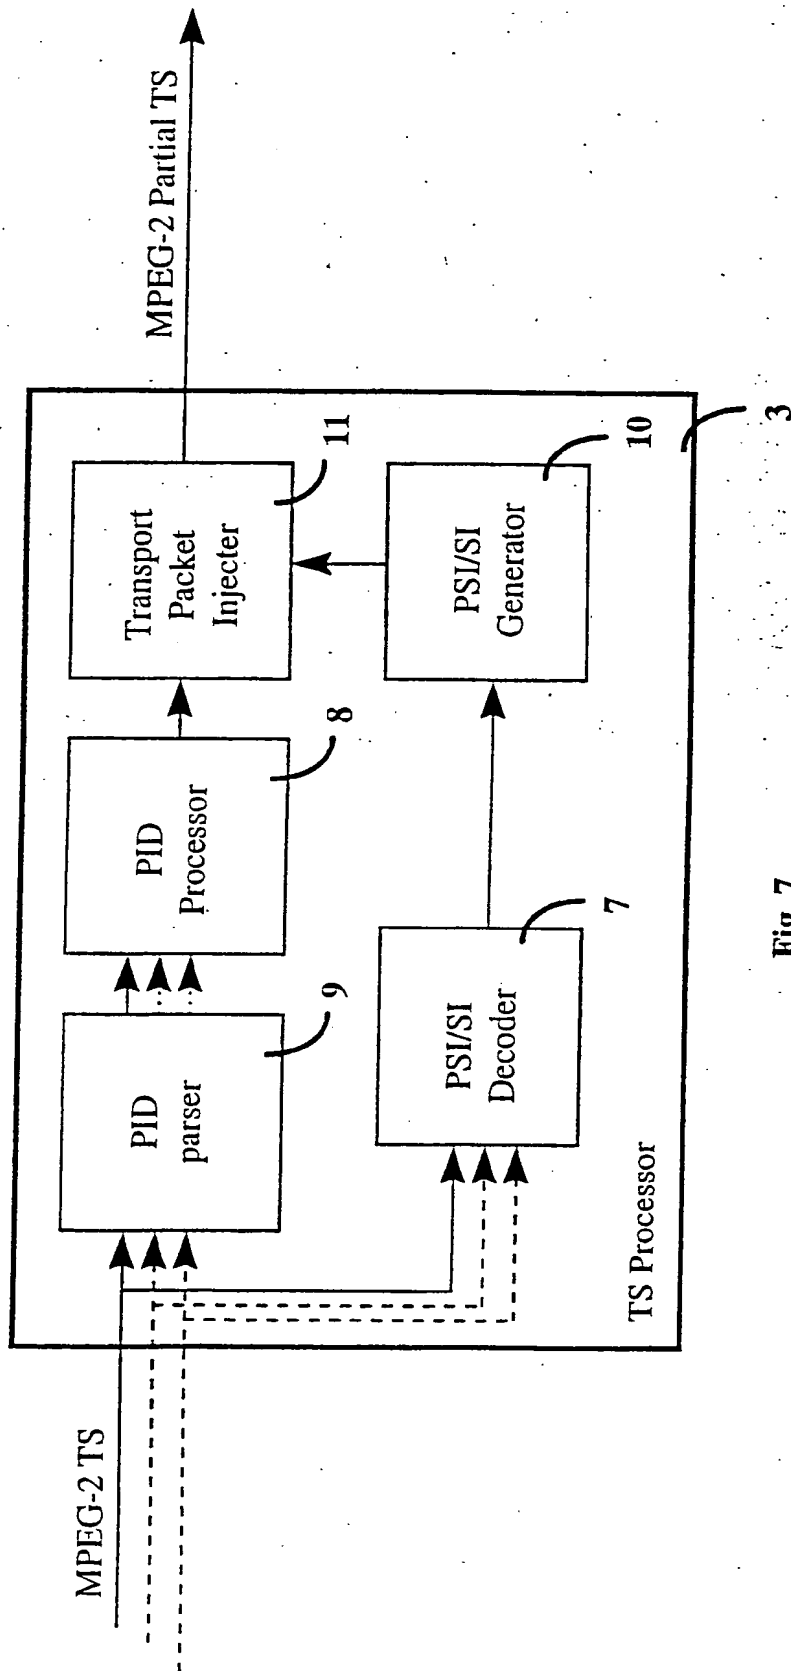 MPEG-2 TS
MPEG-2 Partial TS
PID
parser
9
PID
Processor
8
Transport
Packet
Injecter
11
PSI/SI
Decoder
7
PSI/SI
Generator
10
TS Processor
3
Fig. 7